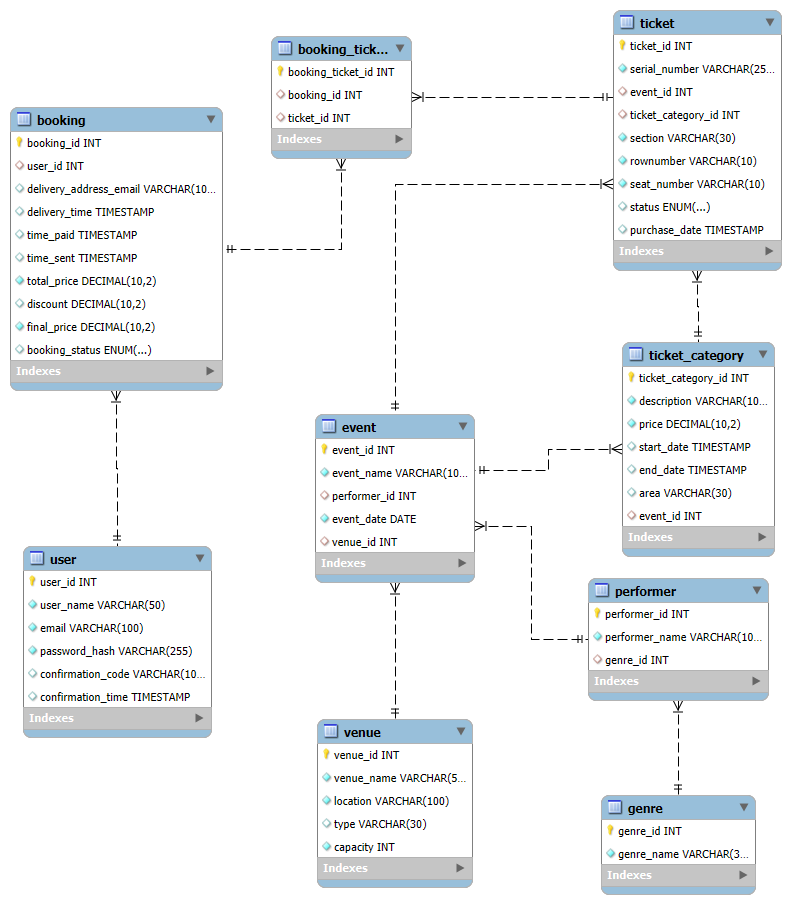 booking
booking_id INT
user_id INT
delivery_address_email VARCHAR(10...
delivery_time TIMESTAMP
time_paid TIMESTAMP
time_sent TIMESTAMP
total_price DECIMAL(10,2)
discount DECIMAL(10,2)
final_price DECIMAL(10,2)
booking_status ENUM(...)
Indexes
booking_tick...
booking_ticket_id INT
booking_id INT
ticket_id INT
Indexes
ticket
ticket_id INT
serial_number VARCHAR(25...
event_id INT
ticket_category_id INT
section VARCHAR(30)
rownumber VARCHAR(10)
seat_number VARCHAR(10)
status ENUM(...)
purchase_date TIMESTAMP
Indexes
ticket_category
ticket_category_id INT
description VARCHAR(10...
price DECIMAL(10,2)
start_date TIMESTAMP
end_date TIMESTAMP
area VARCHAR(30)
event_id INT
Indexes
event
event_id INT
event_name VARCHAR(10...
performer_id INT
event_date DATE
venue_id INT
Indexes
user
user_id INT
user_name VARCHAR(50)
email VARCHAR(100)
password_hash VARCHAR(255)
confirmation_code VARCHAR(10...
confirmation_time TIMESTAMP
Indexes
performer
performer_id INT
performer_name VARCHAR(10...
genre_id INT
Indexes
venue
venue_id INT
venue_name VARCHAR(5...
location VARCHAR(100)
type VARCHAR(30)
capacity INT
Indexes
genre
genre_id INT
genre_name VARCHAR(3...
Indexes